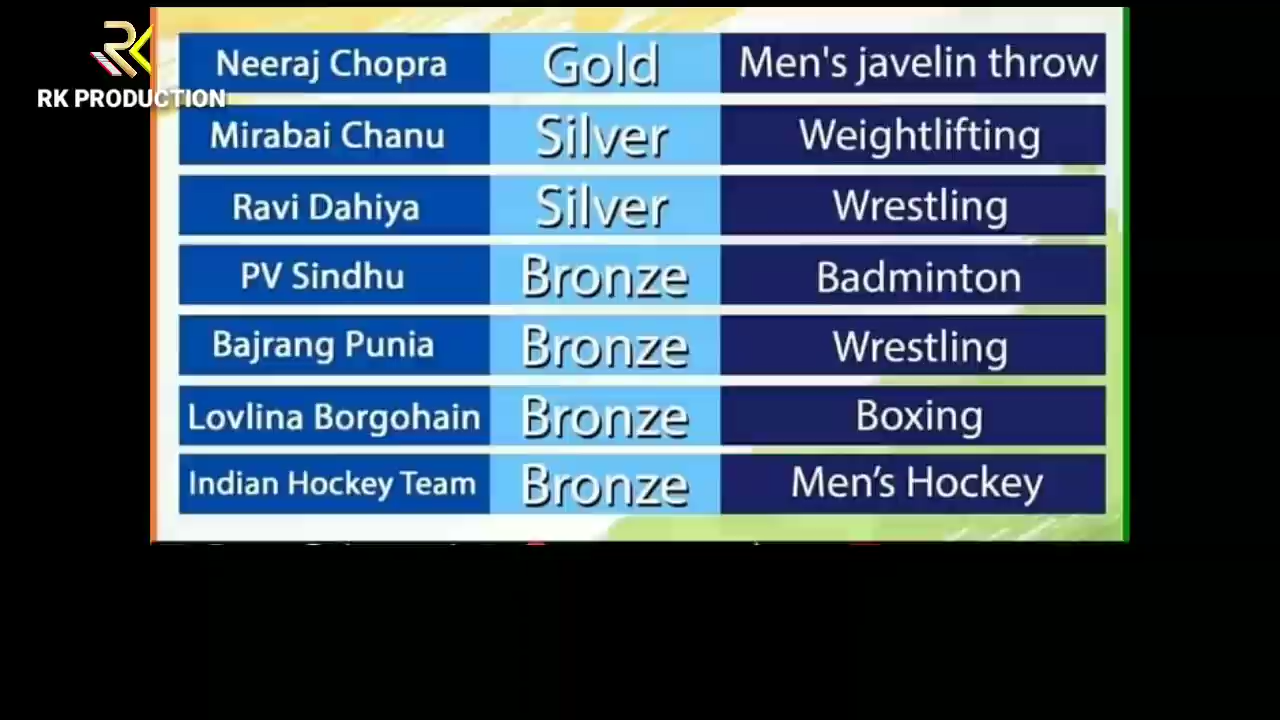 RK PRODUCTION
Neeraj Chopra Gold Men's javelin throw
Mirabai Chanu Silver Weightlifting
Ravi Dahiya Silver Wrestling
PV Sindhu Bronze Badminton
Bajrang Punia Bronze Wrestling
Lovlina Borgohain Bronze Boxing
Indian Hockey Team Bronze Men’s Hockey